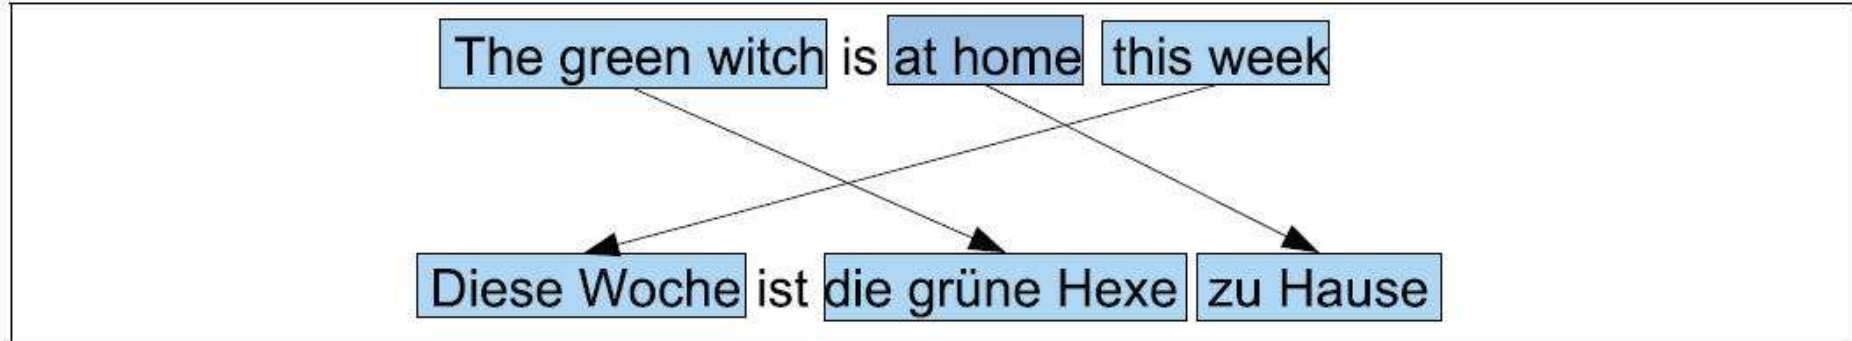 The green witch is at home this week
Diese Woche ist die grüne Hexe zu Hause